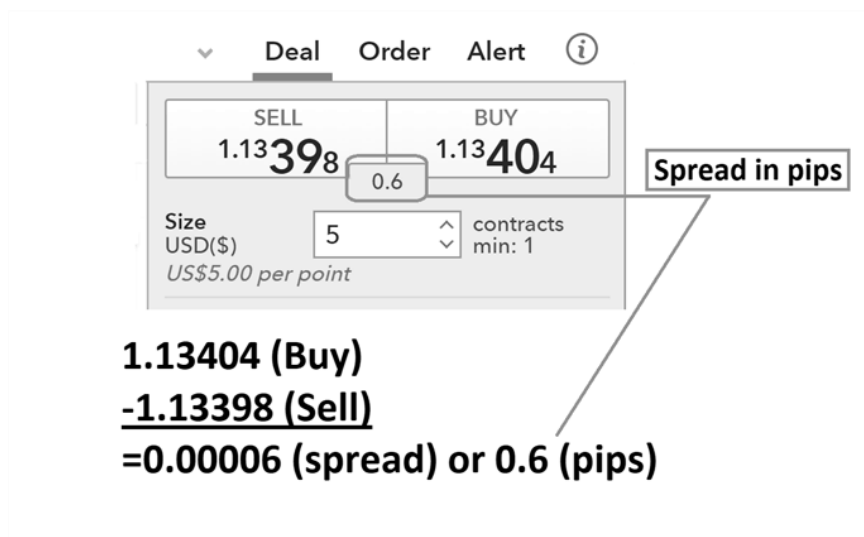 Deal Order Alert i
SELL BUY
1.13398 1.13404
0.6
Spread in pips
Size
USD($)
5
contracts
min: 1
US$5.00 per point
1.13404 (Buy)
-1.13398 (Sell)
=0.00006 (spread) or 0.6 (pips)